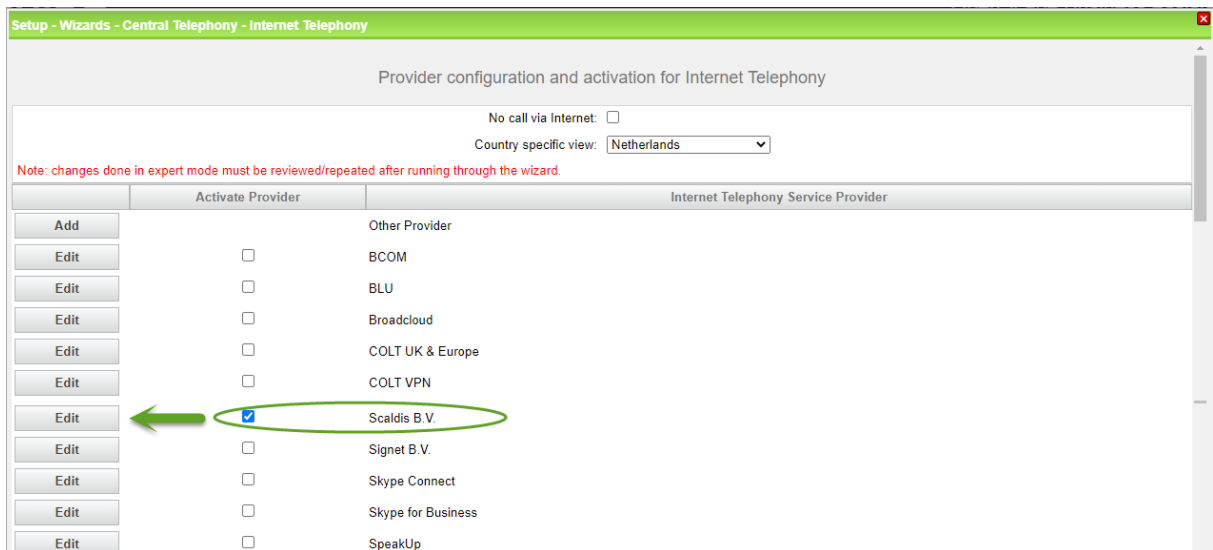 Setup - Wizards - Central Telephony - Internet Telephony
Provider configuration and activation for Internet Telephony
No call via Internet:
Country specific view: Netherlands
Note: changes done in expert mode must be reviewed/repeated after running through the wizard.
Activate Provider Internet Telephony Service Provider
Add Other Provider
Edit BCOM
Edit BLU
Edit Broadcloud
Edit COLT UK & Europe
Edit COLT VPN
Edit Scaldis B.V.
Edit Signet B.V.
Edit Skype Connect
Edit Skype for Business
Edit SpeakUp